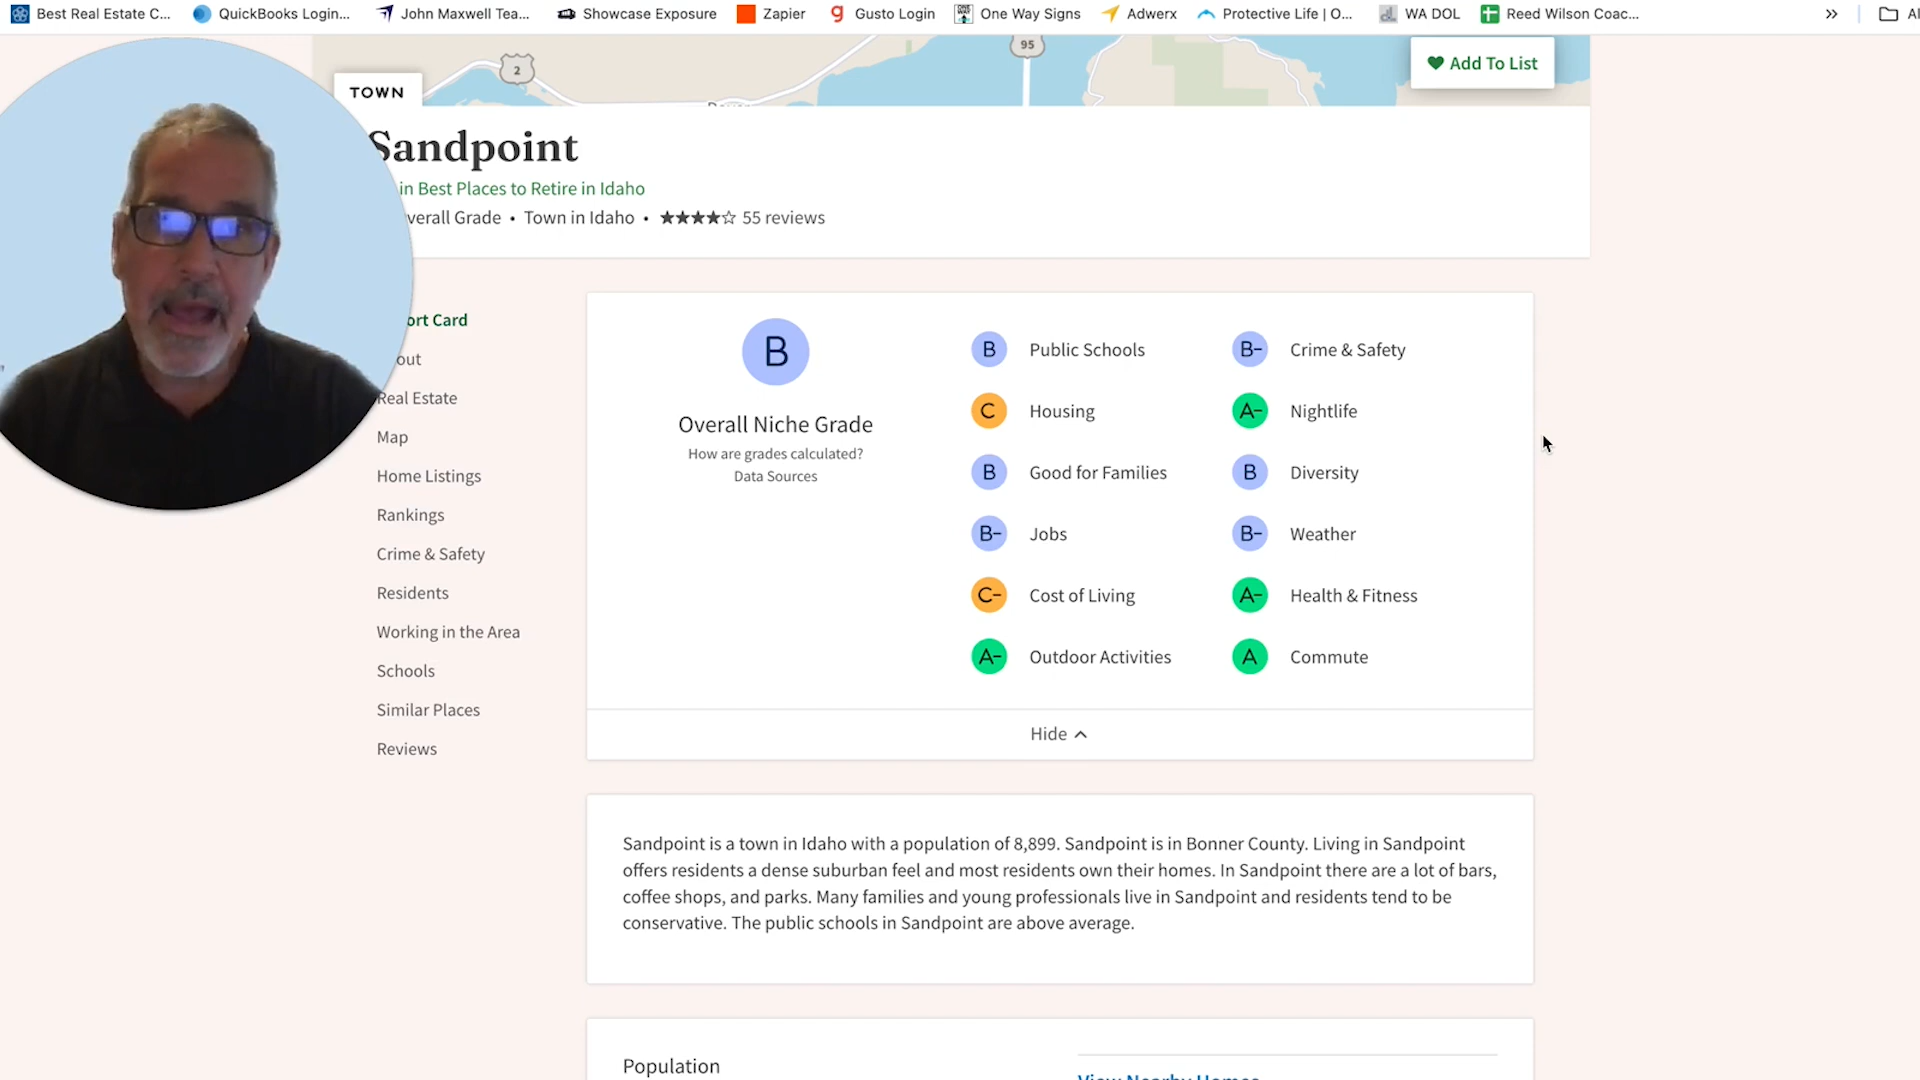 Best Real Estate C... QuickBooks Login... John Maxwell Tea... Showcase Exposure Zapier Gusto Login One Way Signs Adwerx Protective Life | O... WA DOL Reed Wilson Coac... »
2
95
Add To List
TOWN
Sandpoint
in Best Places to Retire in Idaho
verall Grade • Town in Idaho • ★★★★☆ 55 reviews
ort Card
out
Real Estate
Map
Home Listings
Rankings
Crime & Safety
Residents
Working in the Area
Schools
Similar Places
Reviews
B
Overall Niche Grade
How are grades calculated?
Data Sources
B Public Schools
B- Crime & Safety
C Housing
A- Nightlife
B Good for Families
B Diversity
B- Jobs
B- Weather
C- Cost of Living
A- Health & Fitness
A- Outdoor Activities
A Commute
Hide
Sandpoint is a town in Idaho with a population of 8,899. Sandpoint is in Bonner County. Living in Sandpoint
offers residents a dense suburban feel and most residents own their homes. In Sandpoint there are a lot of bars,
coffee shops, and parks. Many families and young professionals live in Sandpoint and residents tend to be
conservative. The public schools in Sandpoint are above average.
Population
View Nearby Homes